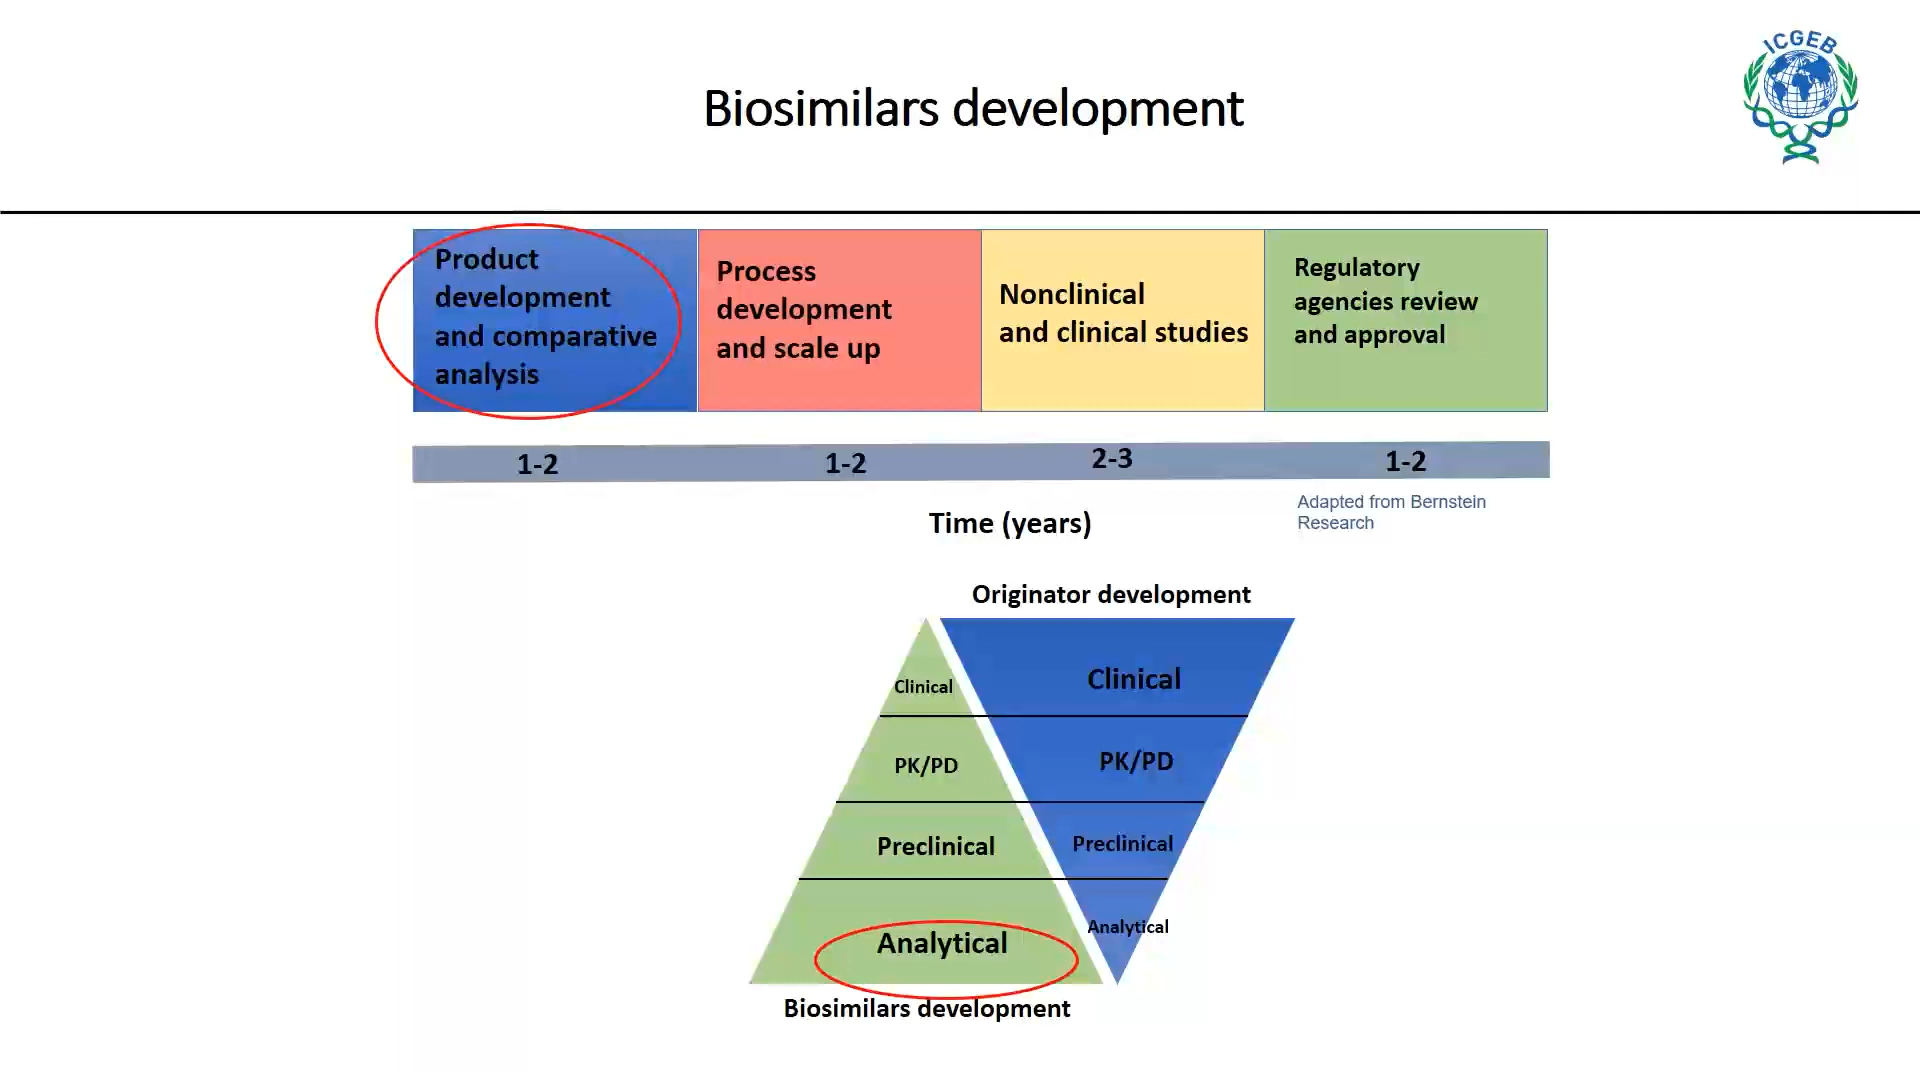 ICGEB
Biosimilars development
Product
development
and comparative
analysis
Process
development
and scale up
Nonclinical
and clinical studies
Regulatory
agencies review
and approval
1-2
1-2
2-3
1-2
Time (years)
Adapted from Bernstein
Research
Originator development
Clinical
Clinical
PK/PD
PK/PD
Preclinical
Preclinical
Analytical
Analytical
Biosimilars development